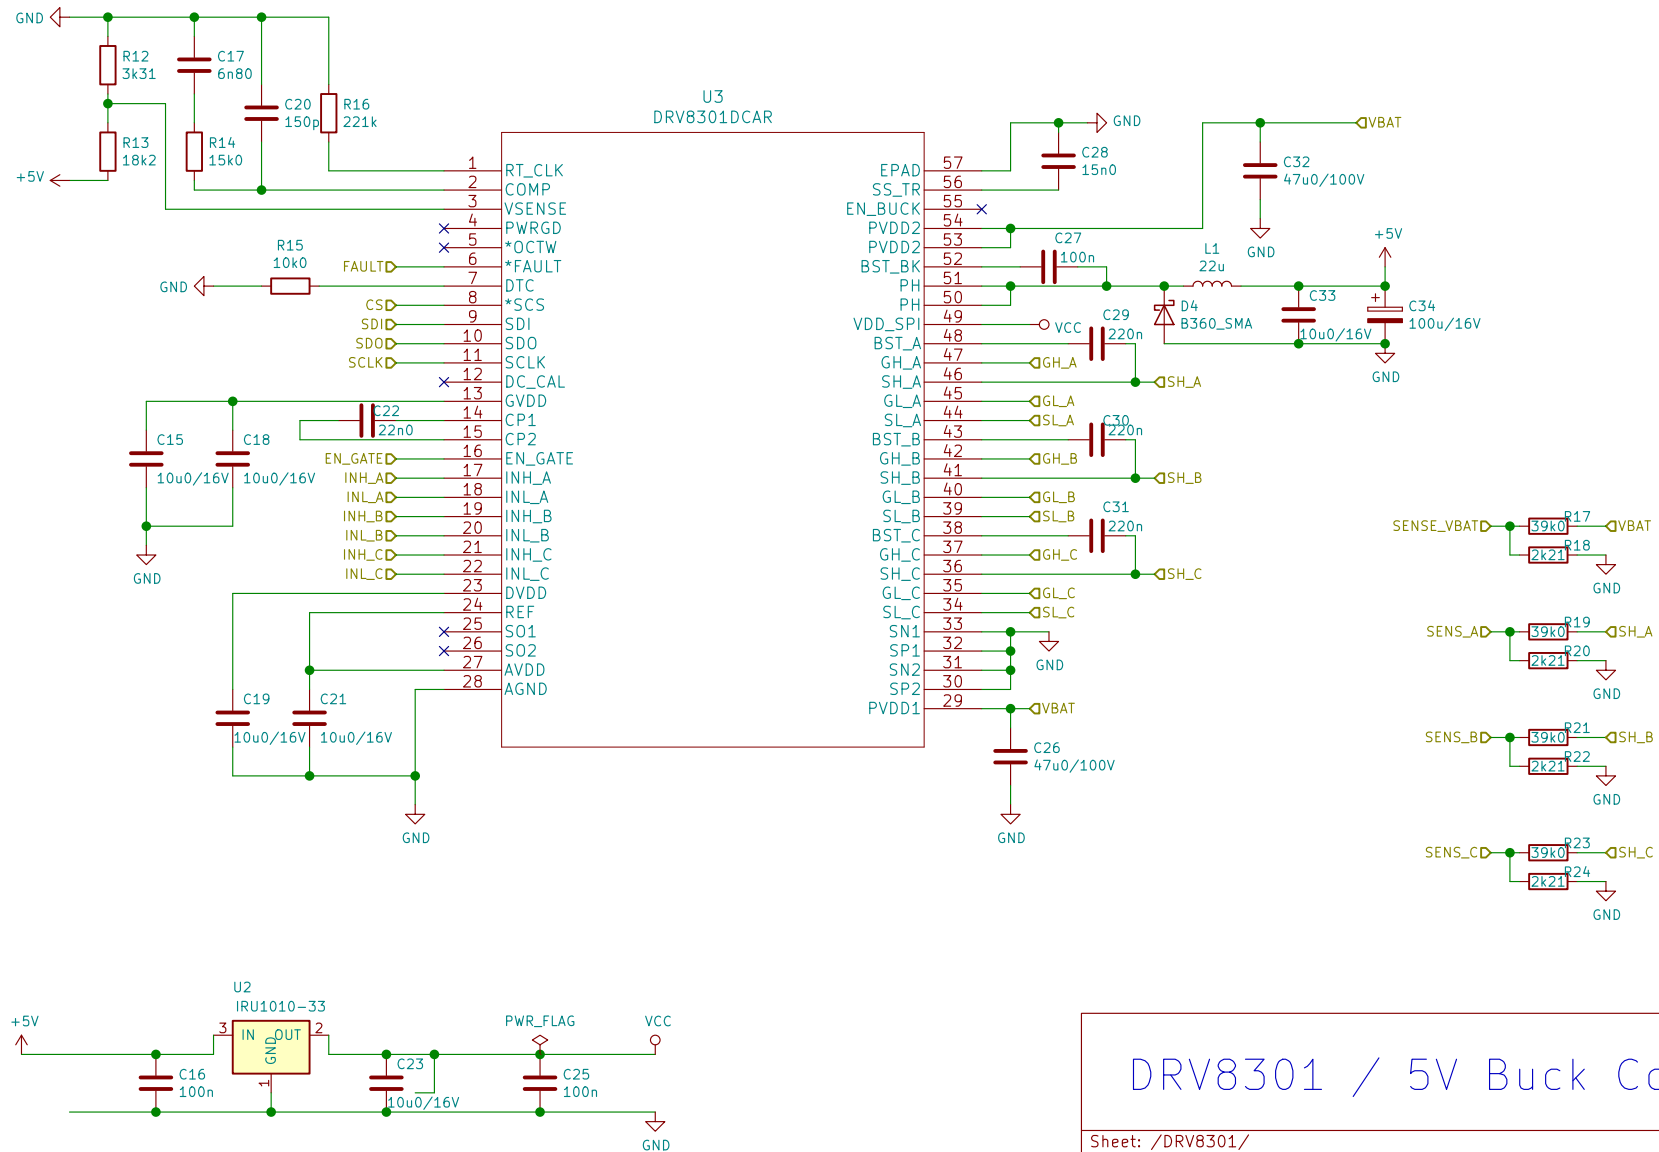 GND
R12
3k31
C17
6n80
C20
150p
R16
221k
R13
18k2
R14
15k0
+5V
U3
DRV8301DCAR
1 RT_CLK
2 COMP
3 VSENSE
4 PWRGD
5 *OCTW
FAULT 6 *FAULT
R15
10k0
GND 7 DTC
CS 8 *SCS
SDI 9 SDI
SDO 10 SDO
SCLK 11 SCLK
12 DC_CAL
13 GVDD
C22
22n0
14 CP1
15 CP2
C15
10u0/16V
C18
10u0/16V
GND
EN_GATE 16 EN_GATE
INH_A 17 INH_A
INL_A 18 INL_A
INH_B 19 INH_B
INL_B 20 INL_B
INH_C 21 INH_C
INL_C 22 INL_C
23 DVDD
24 REF
25 SO1
26 SO2
27 AVDD
28 AGND
C19
10u0/16V
C21
10u0/16V
GND
EPAD 57
SS_TR 56
EN_BUCK 55
PVDD2 54
PVDD2 53
BST_BK 52
PH 51
PH 50
VDD_SPI 49 VCC
BST_A 48
GH_A 47 GH_A
SH_A 46 SH_A
GL_A 45 GL_A
SL_A 44 SL_A
BST_B 43
GH_B 42 GH_B
SH_B 41 SH_B
GL_B 40 GL_B
SL_B 39 SL_B
BST_C 38
GH_C 37 GH_C
SH_C 36 SH_C
GL_C 35 GL_C
SL_C 34 SL_C
SN1 33
SP1 32
SN2 31
SP2 30
PVDD1 29 VBAT
GND
C28
15n0
VBAT
C32
47u0/100V
GND
C27
100n
L1
22u
+5V
D4
B360_SMA
C33
10u0/16V
+
C34
100u/16V
GND
C29
220n
C30
220n
C31
220n
GND
C26
47u0/100V
GND
SENSE_VBAT 39k0 R17 VBAT
2k21 R18
GND
SENS_A 39k0 R19 SH_A
2k21 R20
GND
SENS_B 39k0 R21 SH_B
2k21 R22
GND
SENS_C 39k0 R23 SH_C
2k21 R24
GND
U2
IRU1010-33
+5V
3 IN OUT 2
GND
1
PWR_FLAG
VCC
C16
100n
C23
10u0/16V
C25
100n
GND
DRV8301 / 5V Buck Co
Sheet: /DRV8301/